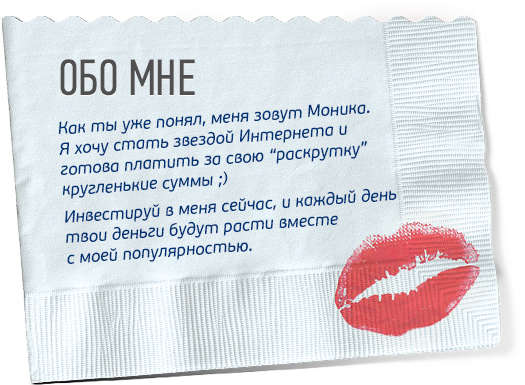 ОБО МНЕ
Как ты уже понял, меня зовут Моника.
Я хочу стать звездой Интернета и
готова платить за свою “раскрутку”
кругленькие суммы ;)
Инвестируй в меня сейчас, и каждый день
твои деньги будут расти вместе
с моей популярностью.